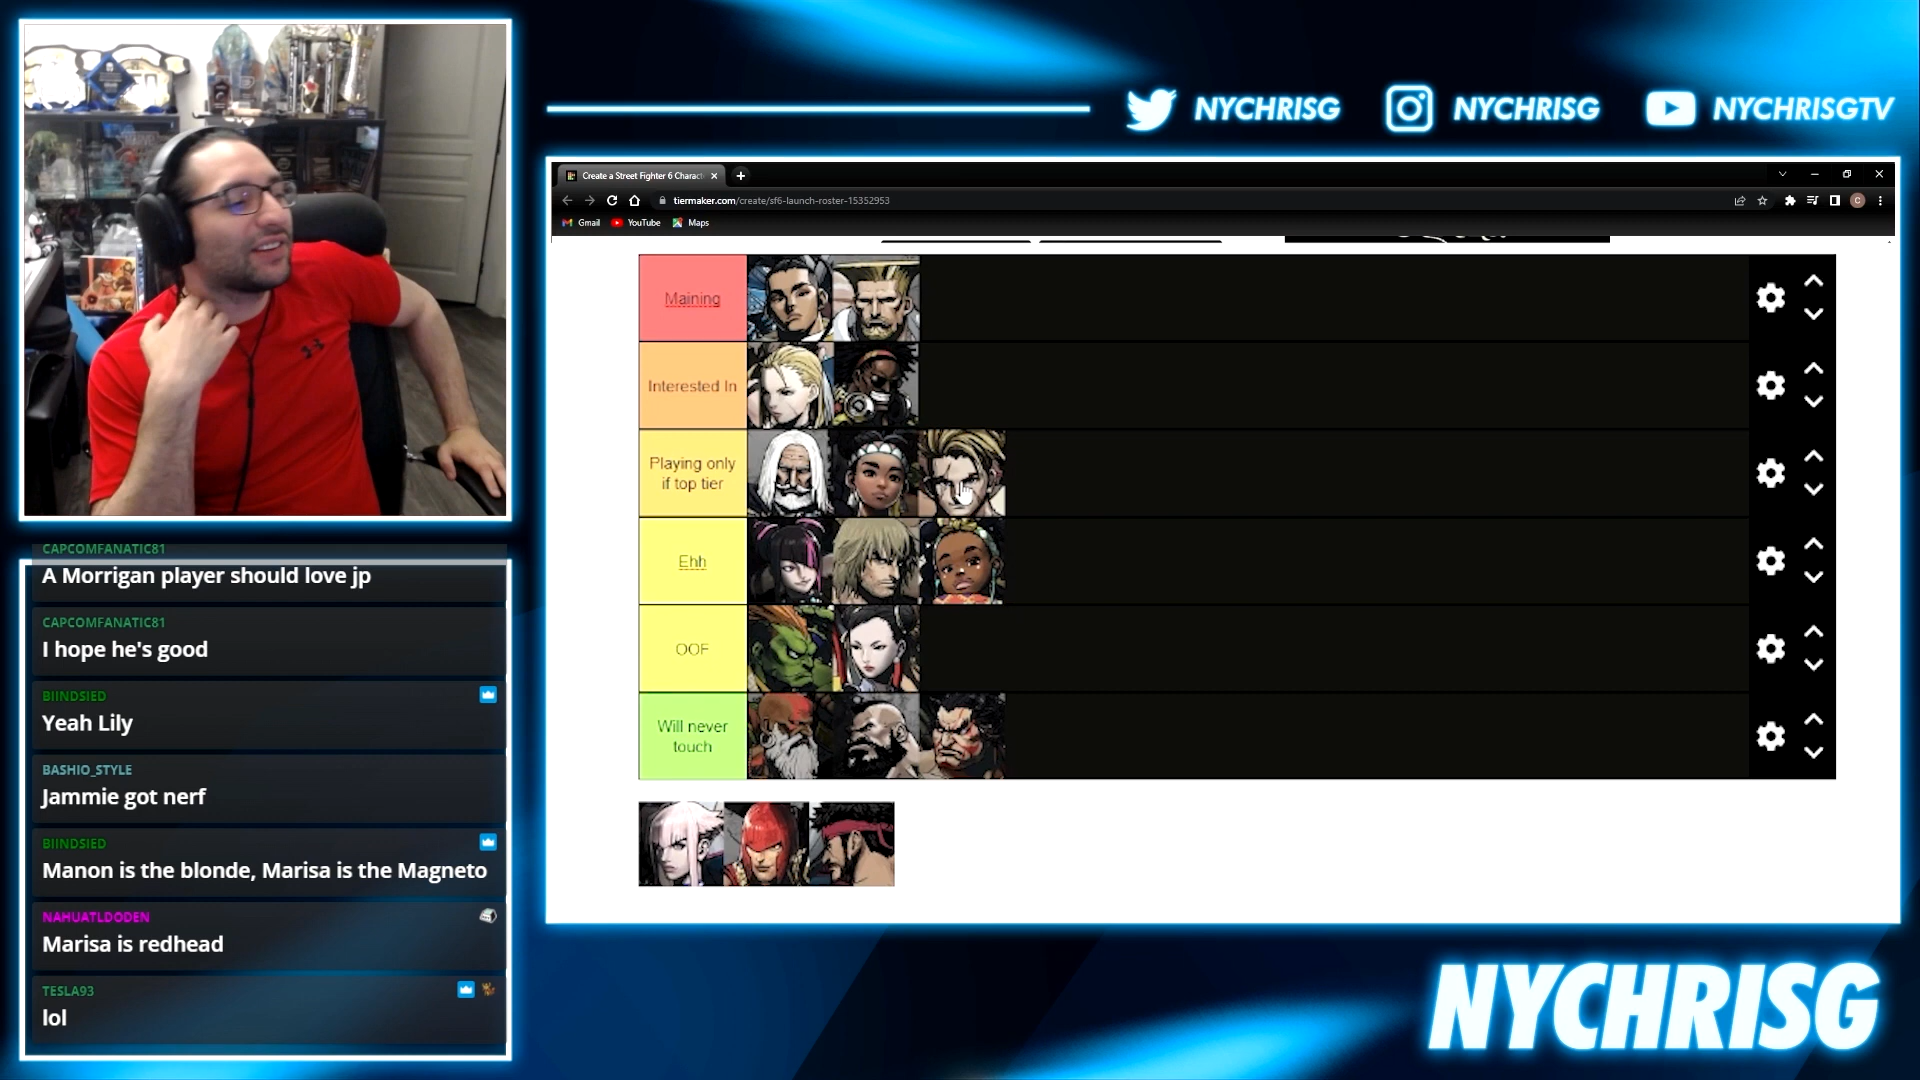 NYCHRISG
NYCHRISG
NYCHRISGTV
Create a Street Fighter 6 Charact
tiermaker.com/create/sf6-launch-roster-15352953
C
Gmail
YouTube
Maps
Maining
Interested In
Playing only
if top tier
Ehh
OOF
Will never
touch
CAPCOMFANATIC81
A Morrigan player should love jp
CAPCOMFANATIC81
I hope he's good
BIINDSIED
Yeah Lily
BASHIO_STYLE
Jammie got nerf
BIINDSIED
Manon is the blonde, Marisa is the Magneto
NAHUATLDODEN
Marisa is redhead
TESLA93
lol
NYCHRISG